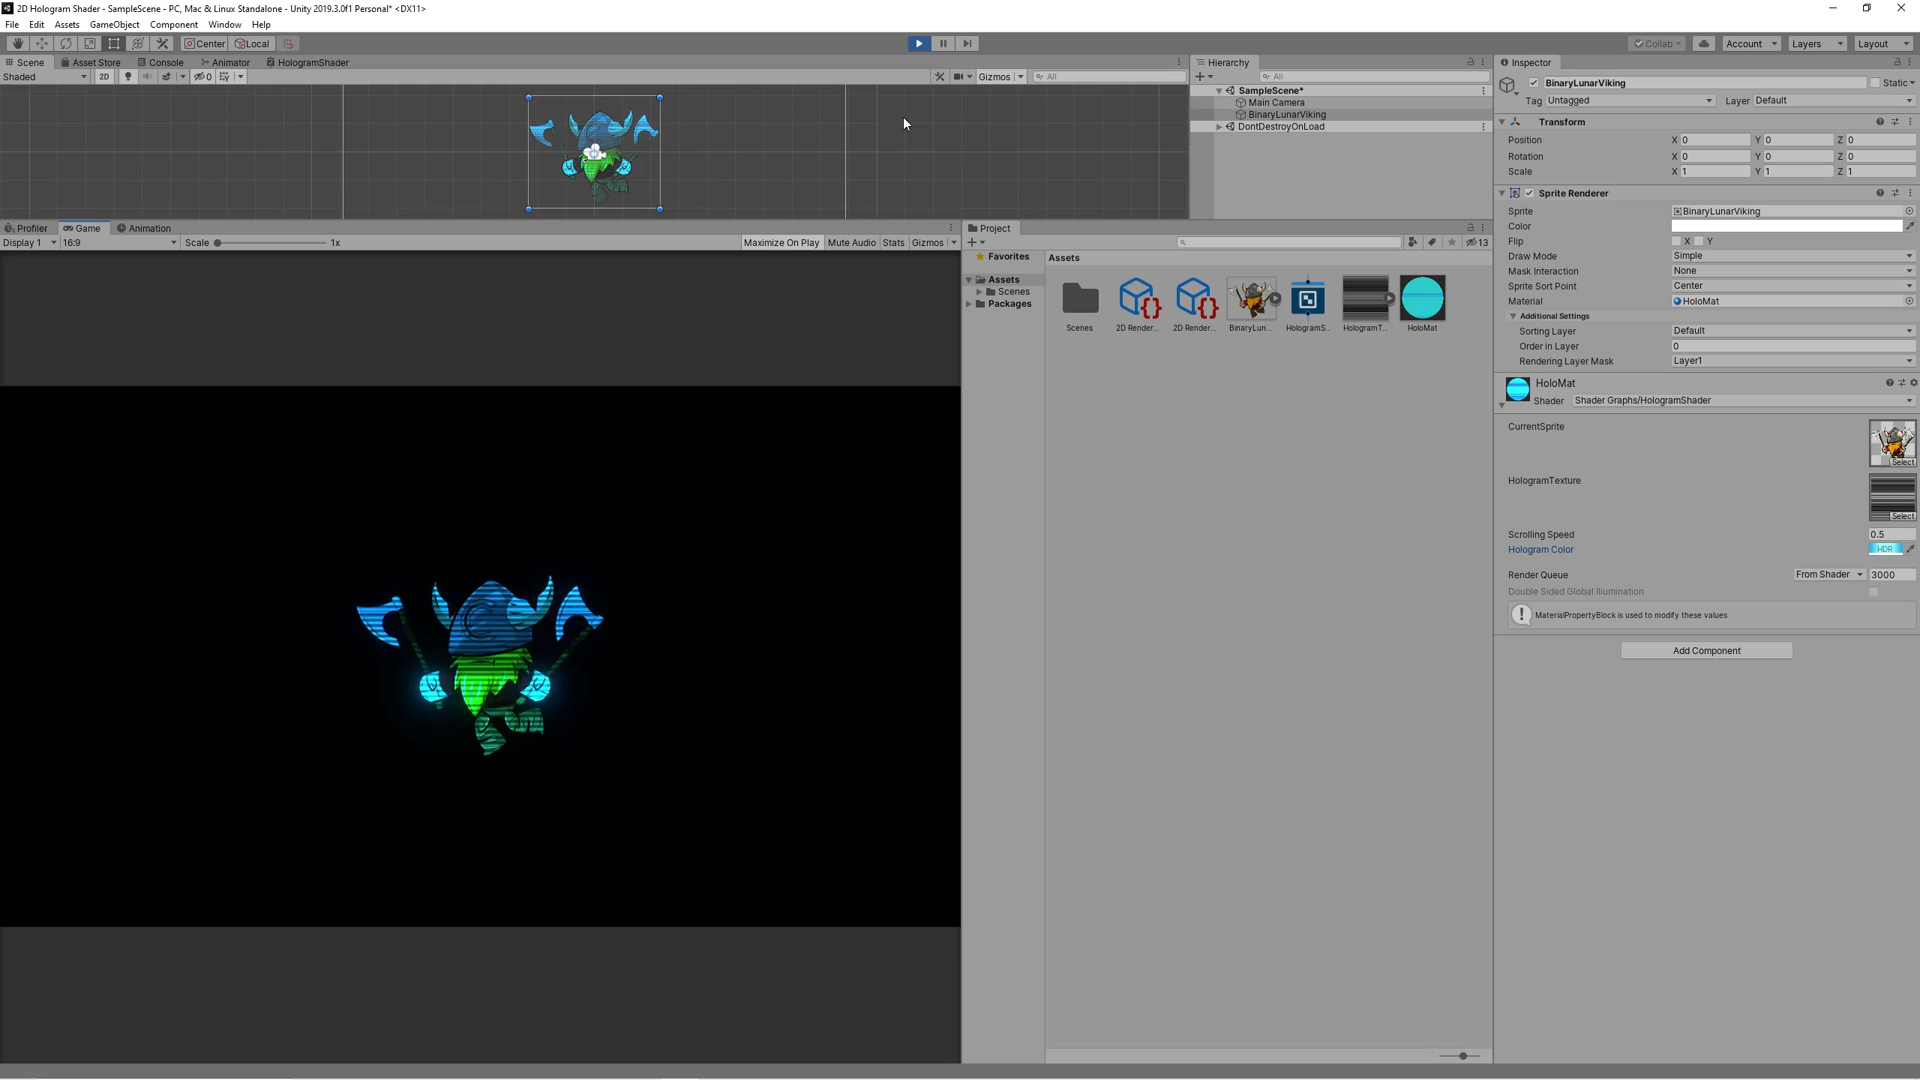 2D Hologram Shader - SampleScene - PC, Mac & Linux Standalone - Unity 2019.3.0f1 Personal* <DX11>
File Edit Assets GameObject Component Window Help
Center Local
Collab Account Layers Layout
Scene Asset Store Console Animator HologramShader
Shaded 2D 0 Gizmos All
Hierarchy
All
SampleScene*
Main Camera
BinaryLunarViking
DontDestroyOnLoad
Profiler Game Animation
Display 1 16:9 Scale 1x Maximize On Play Mute Audio Stats Gizmos
Project
13
Favorites
Assets
Scenes
Packages
Assets
Scenes 2D Render... 2D Render... BinaryLun... HologramS... HologramT... HoloMat
Inspector
BinaryLunarViking Static
Tag Untagged Layer Default
Transform
Position X 0 Y 0 Z 0
Rotation X 0 Y 0 Z 0
Scale X 1 Y 1 Z 1
Sprite Renderer
Sprite BinaryLunarViking
Color
Flip X Y
Draw Mode Simple
Mask Interaction None
Sprite Sort Point Center
Material HoloMat
Additional Settings
Sorting Layer Default
Order in Layer 0
Rendering Layer Mask Layer1
HoloMat
Shader Shader Graphs/HologramShader
CurrentSprite
Select
HologramTexture
Select
Scrolling Speed 0.5
Hologram Color HDR
Render Queue From Shader 3000
Double Sided Global Illumination
MaterialPropertyBlock is used to modify these values
Add Component